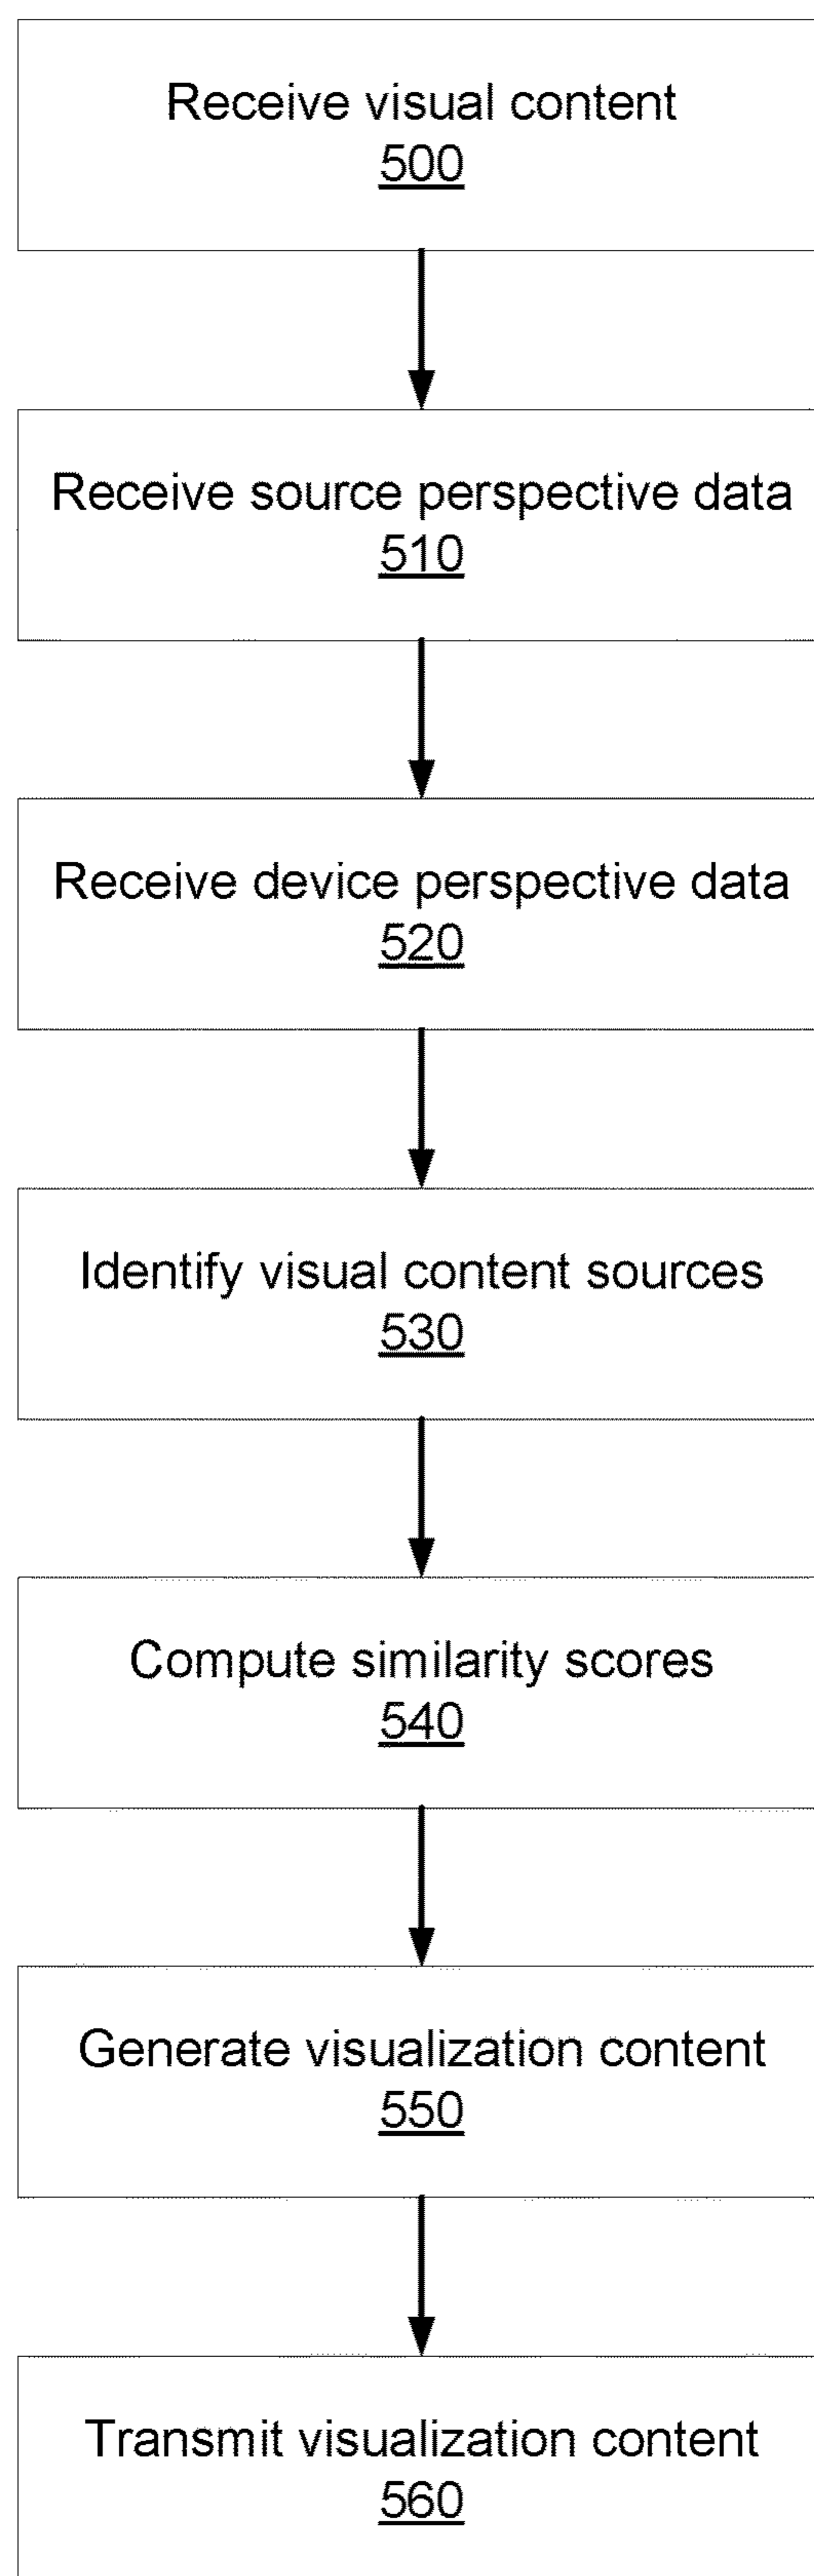 Receive visual content
500
Receive source perspective data
510
Receive device perspective data
520
Identify visual content sources
530
Compute similarity scores
540
Generate visualization content
550
Transmit visualization content
560